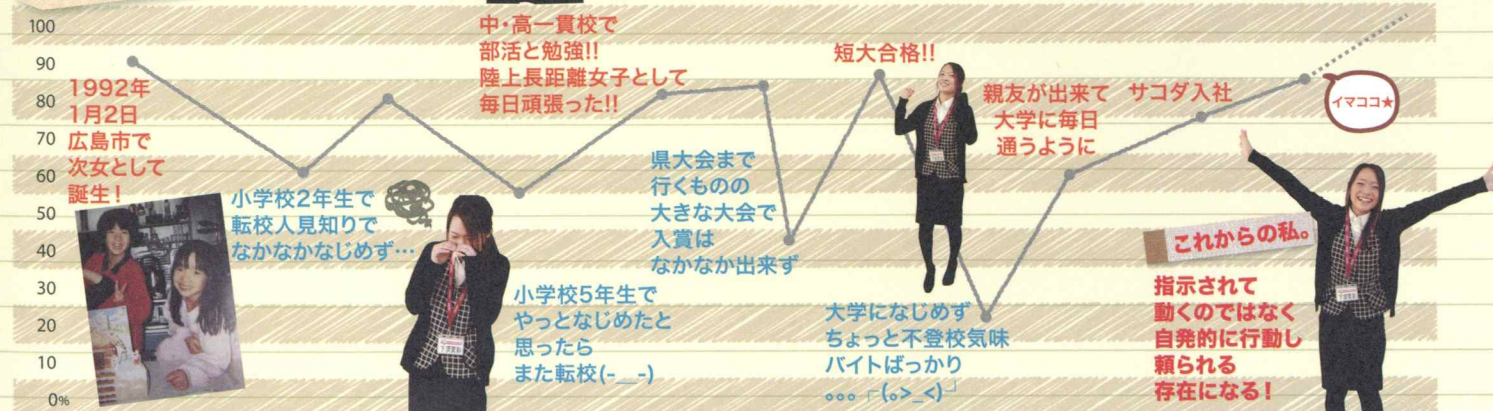 100
90
80
70
60
50
40
30
20
10
0%
1992年
1月2日
広島市で
次女として
誕生!
小学校2年生で
転校人見知りで
なかなかなじめず…
小学校5年生で
やっとなじめたと
思ったら
また転校(-__-)
中・高一貫校で
部活と勉強!!
陸上長距離女子として
毎日頑張った!!
県大会まで
行くものの
大きな大会で
入賞は
なかなか出来ず
短大合格!!
大学になじめず
ちょっと不登校気味
バイトばっかり
。。。┌(。>_<)┘
親友が出来て
大学に毎日
通うように
サコダ入社
イマココ★
これからの私。
指示されて
動くのではなく
自発的に行動し
頼られる
存在になる!